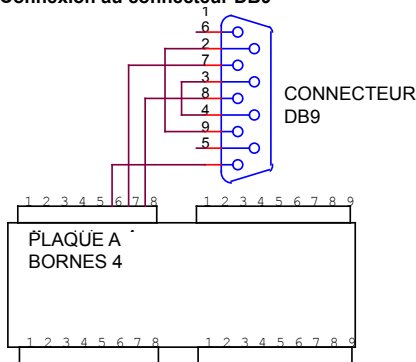 Connexion au connecteur DB9
1
6
2
7
3
8
4
9
5
CONNECTEUR
DB9
1 2 3 4 5 6 7 8
1 2 3 4 5 6 7 8 9
PLAQUE A
BORNES 4
1 2 3 4 5 6 7 8
1 2 3 4 5 6 7 8 9